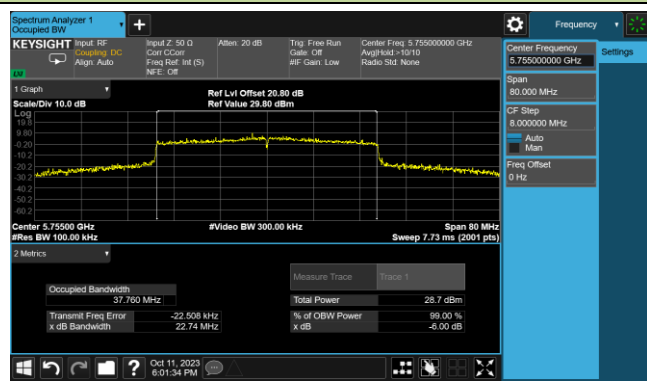 Spectrum Analyzer 1
Occupied BW
Frequency
KEYSIGHT
Input: RF
Coupling: DC
Align: Auto
Input Z: 50 Ω
Corr CCorr
Freq Ref: Int (S)
NFE: Off
Atten: 20 dB
Trig: Free Run
Gate: Off
#IF Gain: Low
Center Freq: 5.755000000 GHz
Avg|Hold:>10/10
Radio Std: None
Center Frequency
5.755000000 GHz
Settings
Span
80.000 MHz
CF Step
8.000000 MHz
Auto
Man
Freq Offset
0 Hz
1 Graph
Scale/Div 10.0 dB
Ref Lvl Offset 20.80 dB
Ref Value 29.80 dBm
Log
19.8
9.80
-0.20
-10.2
-20.2
-30.2
-40.2
-50.2
-60.2
Center 5.75500 GHz
#Res BW 100.00 kHz
#Video BW 300.00 kHz
Span 80 MHz
Sweep 7.73 ms (2001 pts)
2 Metrics
Measure Trace
Trace 1
Occupied Bandwidth
37.760 MHz
Total Power
28.7 dBm
Transmit Freq Error
-22.508 kHz
% of OBW Power
99.00 %
x dB Bandwidth
22.74 MHz
x dB
-6.00 dB
?
Oct 11, 2023
6:01:34 PM